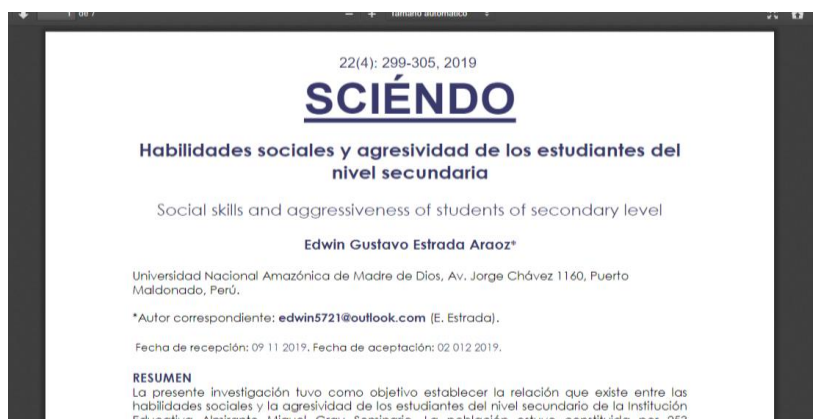 de 7
Tamaño automático
22(4): 299-305, 2019
SCIÉNDO
Habilidades sociales y agresividad de los estudiantes del
nivel secundaria
Social skills and aggressiveness of students of secondary level
Edwin Gustavo Estrada Araoz*
Universidad Nacional Amazónica de Madre de Dios, Av. Jorge Chávez 1160, Puerto
Maldonado, Perú.
*Autor correspondiente: edwin5721@outlook.com (E. Estrada).
Fecha de recepción: 09 11 2019. Fecha de aceptación: 02 012 2019.
RESUMEN
La presente investigación tuvo como objetivo establecer la relación que existe entre las
habilidades sociales y la agresividad de los estudiantes del nivel secundario de la Institución